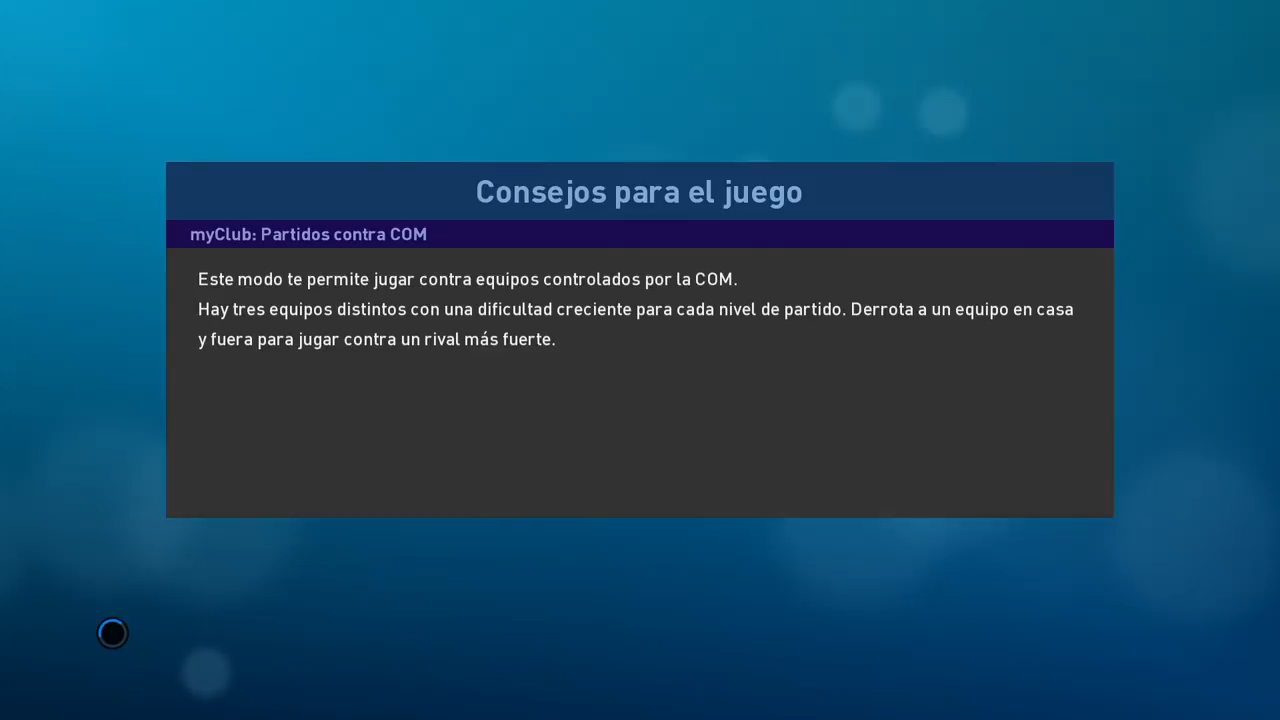 Consejos para el juego
myClub: Partidos contra COM
Este modo te permite jugar contra equipos controlados por la COM.
Hay tres equipos distintos con una dificultad creciente para cada nivel de partido. Derrota a un equipo en casa
y fuera para jugar contra un rival más fuerte.